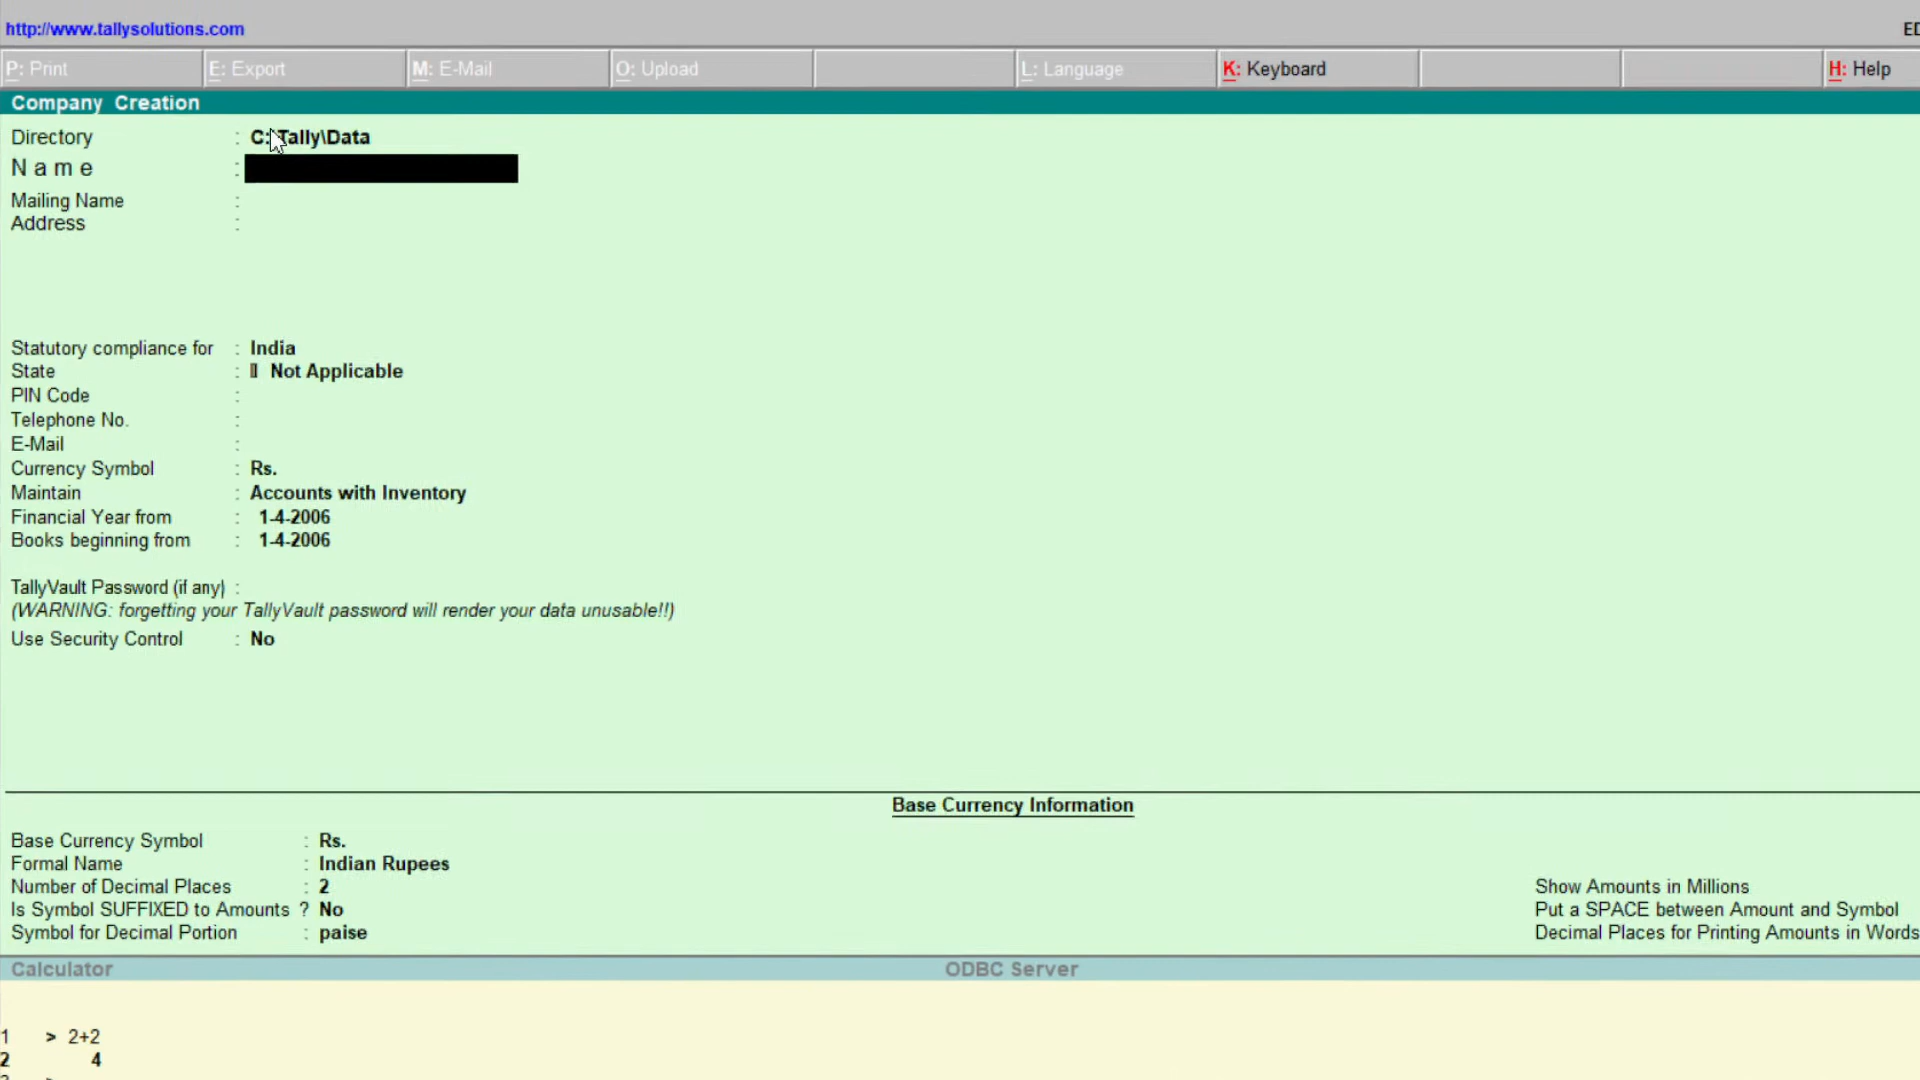 http://www.tallysolutions.com
P: Print E: Export M: E-Mail O: Upload L: Language K: Keyboard H: Help
Company Creation
Directory : C:\Tally\Data
Name :
Mailing Name :
Address :
Statutory compliance for : India
State : Not Applicable
PIN Code :
Telephone No. :
E-Mail :
Currency Symbol : Rs.
Maintain : Accounts with Inventory
Financial Year from : 1-4-2006
Books beginning from : 1-4-2006
TallyVault Password (if any) :
(WARNING: forgetting your TallyVault password will render your data unusable!!)
Use Security Control : No
Base Currency Information
Base Currency Symbol : Rs.
Formal Name : Indian Rupees
Number of Decimal Places : 2 Show Amounts in Millions
Is Symbol SUFFIXED to Amounts ? No Put a SPACE between Amount and Symbol
Symbol for Decimal Portion : paise Decimal Places for Printing Amounts in Words
Calculator ODBC Server
1 > 2+2
2 4